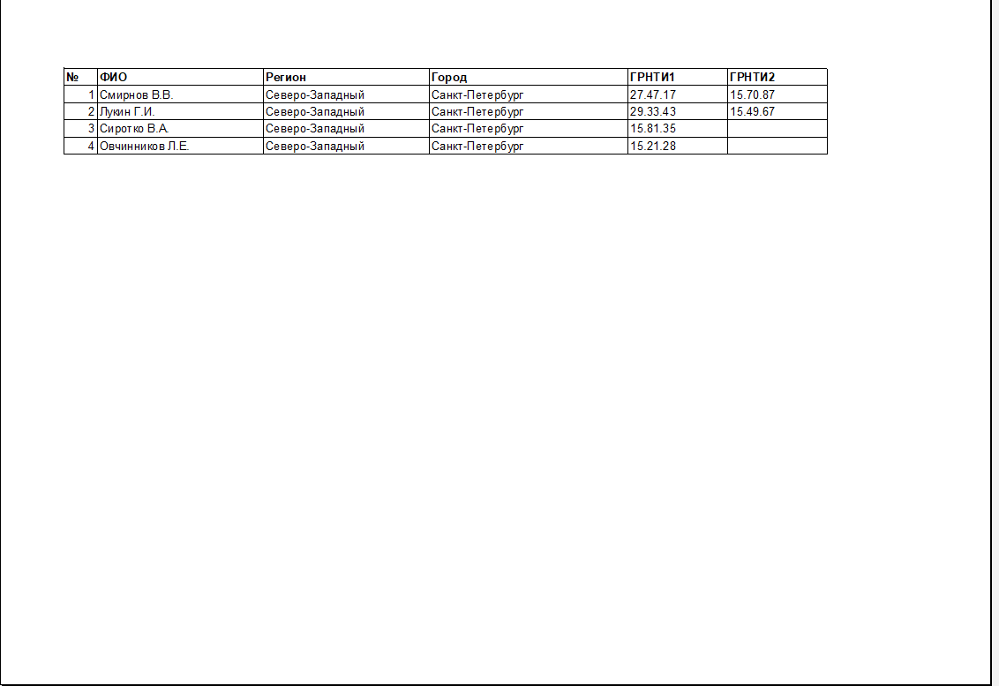 № ФИО Регион Город ГРНТИ1 ГРНТИ2
1 Смирнов В.В. Северо-Западный Санкт-Петербург 27.47.17 15.70.87
2 Лукин Г.И. Северо-Западный Санкт-Петербург 29.33.43 15.49.67
3 Сиротко В.А. Северо-Западный Санкт-Петербург 15.81.35
4 Овчинников Л.Е. Северо-Западный Санкт-Петербург 15.21.28